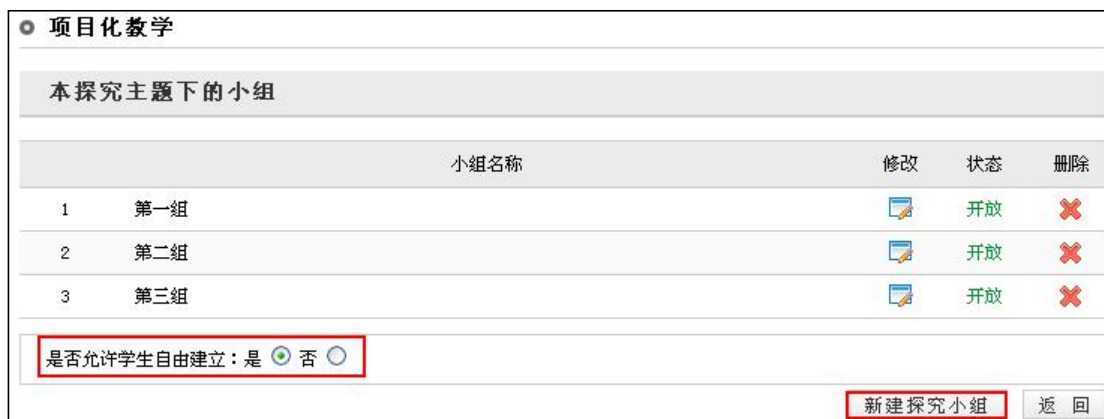 项目化教学
本探究主题下的小组
小组名称 修改 状态 删除
1 第一组 开放
2 第二组 开放
3 第三组 开放
是否允许学生自由建立：是 否
新建探究小组 返 回